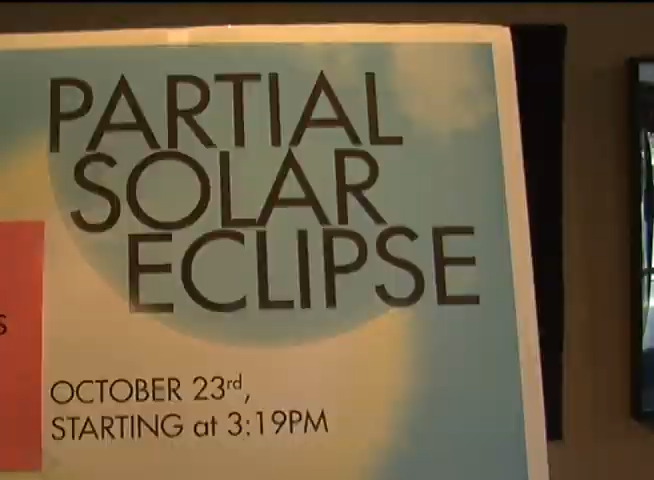 PARTIAL
SOLAR
ECLIPSE
S
OCTOBER 23rd,
STARTING at 3:19PM